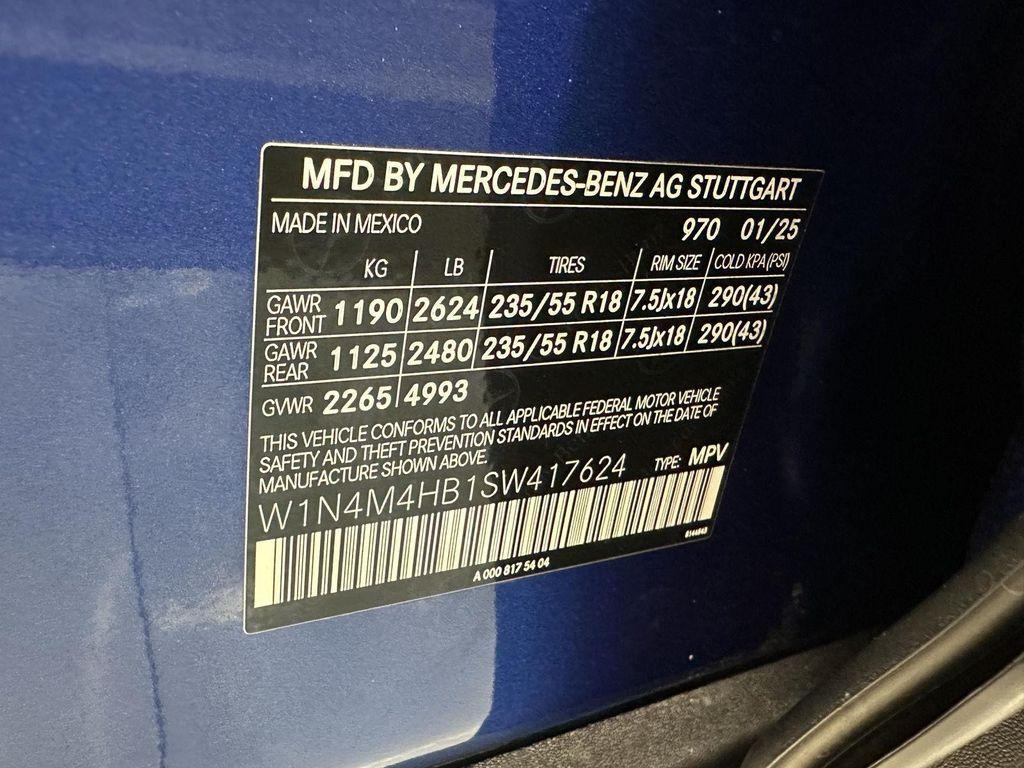 MFD BY MERCEDES-BENZ AG STUTTGART
MADE IN MEXICO 970 01/25
KG LB TIRES RIM SIZE COLD KPA (PSI)
GAWR FRONT 1190 2624 235/55 R18 7.5Jx18 290(43)
GAWR REAR 1125 2480 235/55 R18 7.5Jx18 290(43)
GVWR 2265 4993
THIS VEHICLE CONFORMS TO ALL APPLICABLE FEDERAL MOTOR VEHICLE
SAFETY AND THEFT PREVENTION STANDARDS IN EFFECT ON THE DATE OF
MANUFACTURE SHOWN ABOVE.
W1N4M4HB1SW417624 TYPE: MPV
A 000 817 54 04